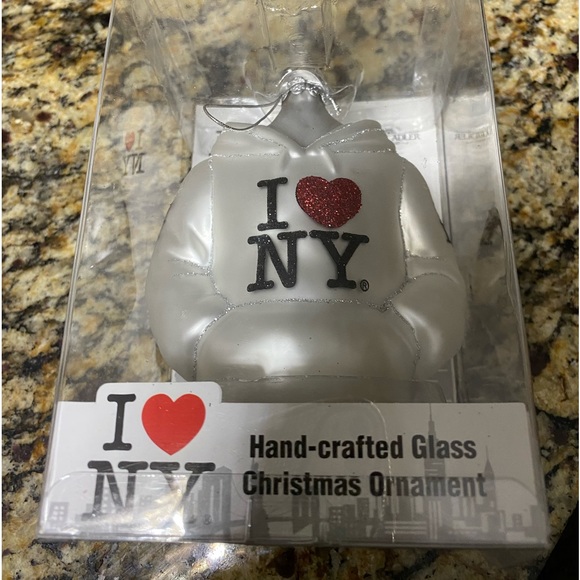 I ❤
NY®
I ❤
NY
Hand-crafted Glass
Christmas Ornament